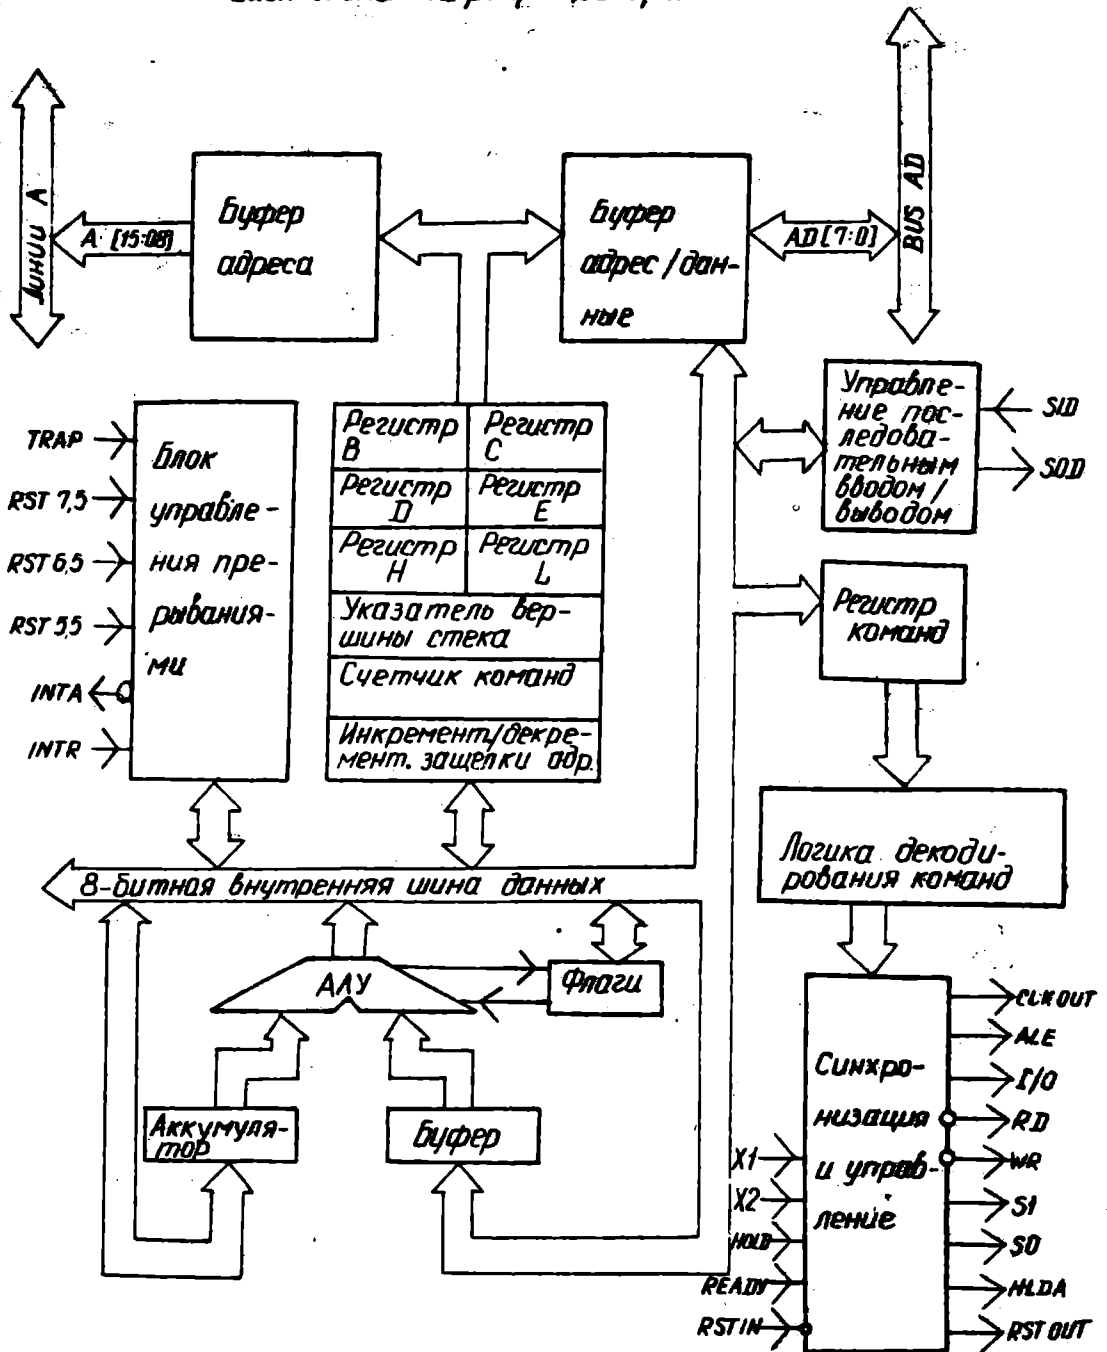 Линии A
A [15:08]
Буфер
адреса
Буфер
адрес/дан-
ные
AD [7:0]
BUS AD
TRAP
RST 7,5
RST 6,5
RST 5,5
INTA
INTR
Блок
управле-
ния пре-
рывания-
ми
Регистр
B
Регистр
C
Регистр
D
Регистр
E
Регистр
H
Регистр
L
Указатель вер-
шины стека
Счетчик команд
Инкремент/декре-
мент. защелки адр.
Управле-
ние пос-
ледова-
тельным
вводом/
выводом
SID
SOD
Регистр
команд
Логика декоди-
рования команд
8-битная внутренняя шина данных
АЛУ
Флаги
Аккумуля-
тор
Буфер
Синхро-
низация
и управ-
ление
X1
X2
HOLD
READY
RST IN
CLK OUT
ALE
I/O
RD
WR
S1
S0
HLDA
RST OUT